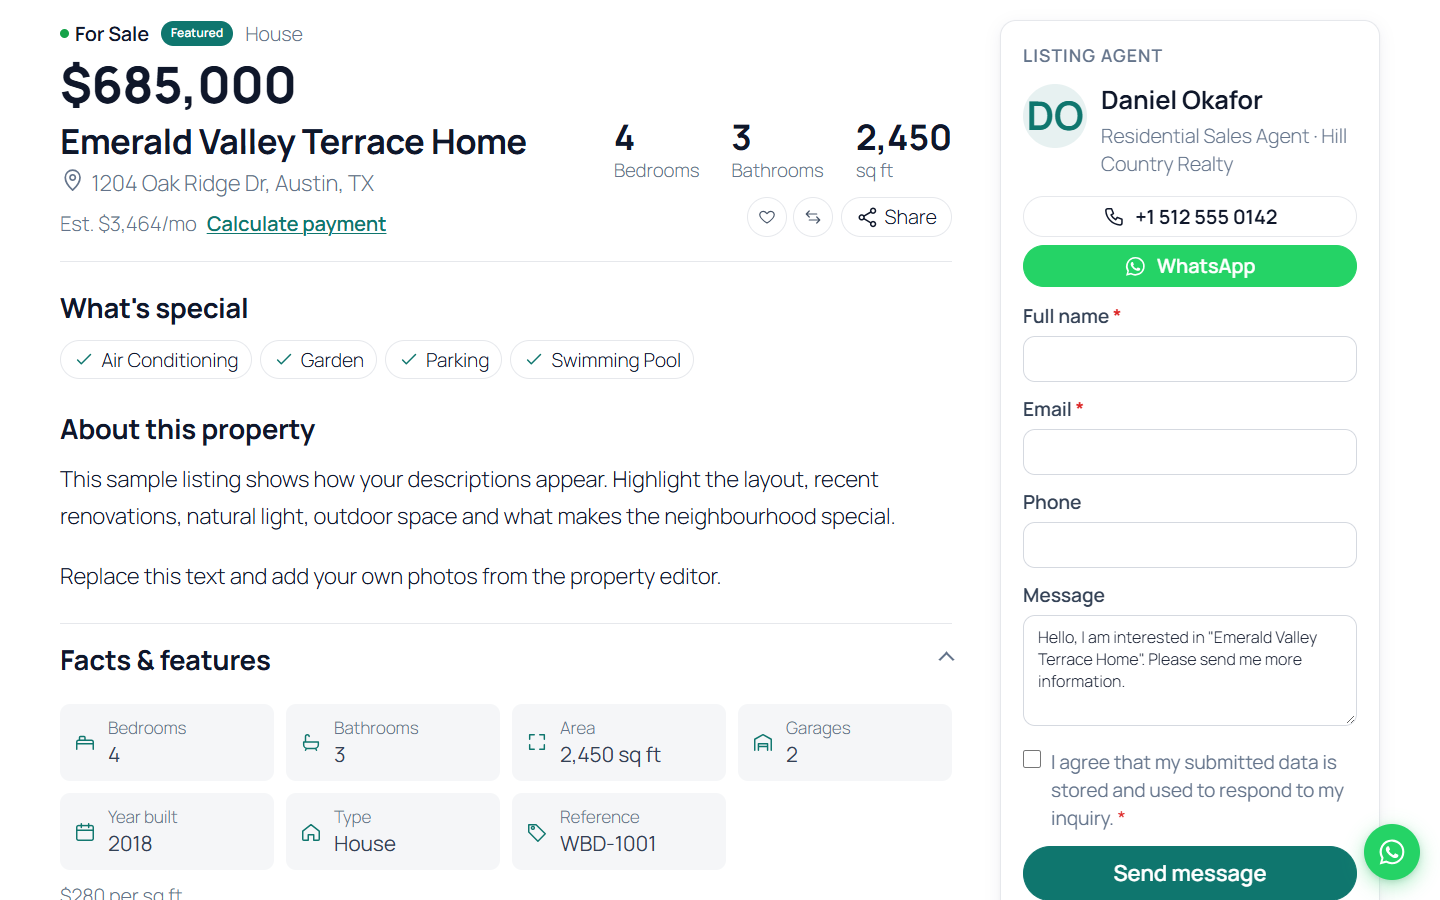 For Sale
Featured
House
$685,000
Emerald Valley Terrace Home
1204 Oak Ridge Dr, Austin, TX
Est. $3,464/mo Calculate payment
4
Bedrooms
3
Bathrooms
2,450
sq ft
Share
What's special
Air Conditioning
Garden
Parking
Swimming Pool
About this property
This sample listing shows how your descriptions appear. Highlight the layout, recent
renovations, natural light, outdoor space and what makes the neighbourhood special.
Replace this text and add your own photos from the property editor.
Facts & features
Bedrooms
4
Bathrooms
3
Area
2,450 sq ft
Garages
2
Year built
2018
Type
House
Reference
WBD-1001
$280 per sq ft
LISTING AGENT
DO
Daniel Okafor
Residential Sales Agent · Hill
Country Realty
+1 512 555 0142
WhatsApp
Full name *
Email *
Phone
Message
Hello, I am interested in "Emerald Valley
Terrace Home". Please send me more
information.
I agree that my submitted data is
stored and used to respond to my
inquiry. *
Send message